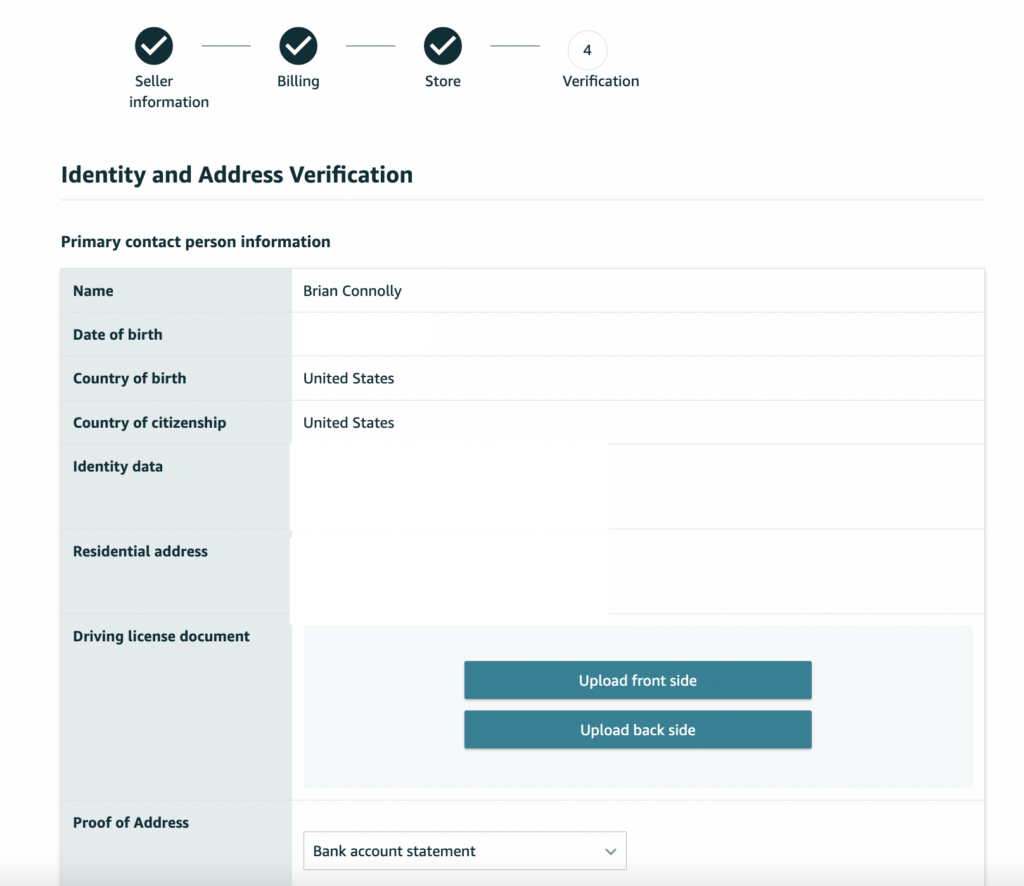 4
Seller
information
Billing
Store
Verification
Identity and Address Verification
Primary contact person information
Name
Brian Connolly
Date of birth
Country of birth
United States
Country of citizenship
United States
Identity data
Residential address
Driving license document
Upload front side
Upload back side
Proof of Address
Bank account statement